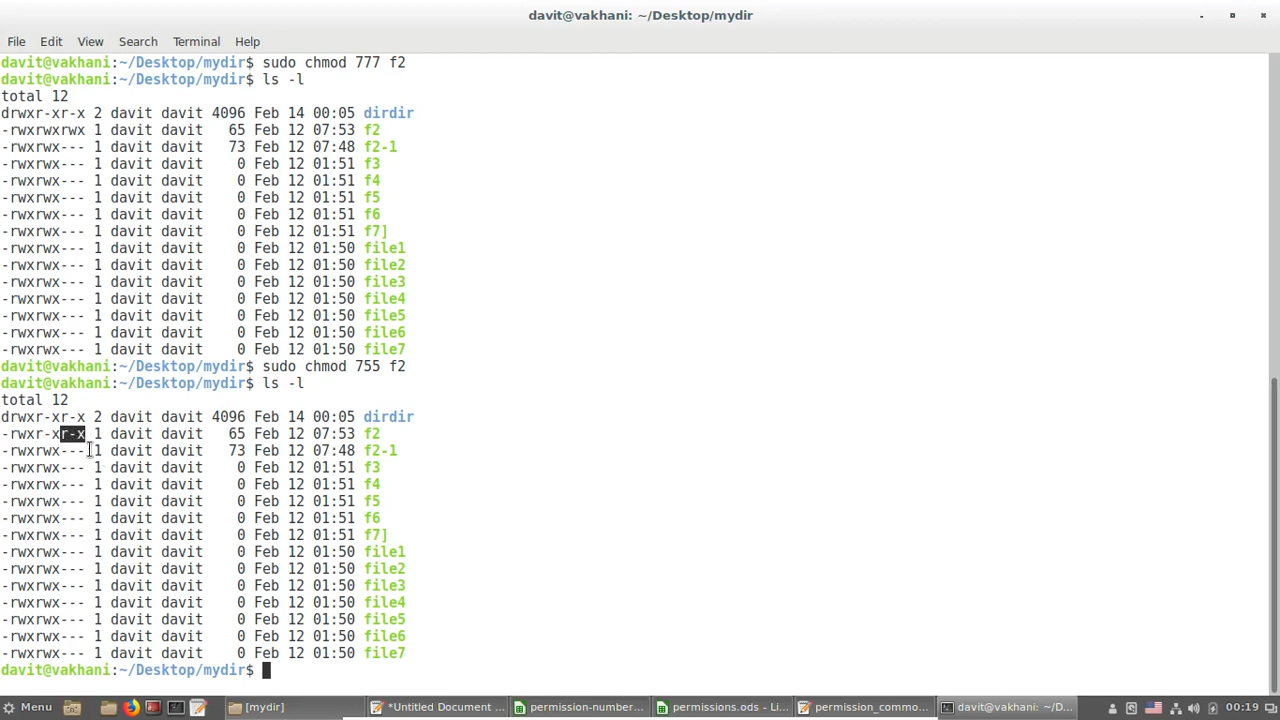 davit@vakhani: ~/Desktop/mydir
File Edit View Search Terminal Help
davit@vakhani:~/Desktop/mydir$ sudo chmod 777 f2
davit@vakhani:~/Desktop/mydir$ ls -l
total 12
drwxr-xr-x 2 davit davit 4096 Feb 14 00:05 dirdir
-rwxrwxrwx 1 davit davit   65 Feb 12 07:53 f2
-rwxrwx--- 1 davit davit   73 Feb 12 07:48 f2-1
-rwxrwx--- 1 davit davit    0 Feb 12 01:51 f3
-rwxrwx--- 1 davit davit    0 Feb 12 01:51 f4
-rwxrwx--- 1 davit davit    0 Feb 12 01:51 f5
-rwxrwx--- 1 davit davit    0 Feb 12 01:51 f6
-rwxrwx--- 1 davit davit    0 Feb 12 01:51 f7]
-rwxrwx--- 1 davit davit    0 Feb 12 01:50 file1
-rwxrwx--- 1 davit davit    0 Feb 12 01:50 file2
-rwxrwx--- 1 davit davit    0 Feb 12 01:50 file3
-rwxrwx--- 1 davit davit    0 Feb 12 01:50 file4
-rwxrwx--- 1 davit davit    0 Feb 12 01:50 file5
-rwxrwx--- 1 davit davit    0 Feb 12 01:50 file6
-rwxrwx--- 1 davit davit    0 Feb 12 01:50 file7
davit@vakhani:~/Desktop/mydir$ sudo chmod 755 f2
davit@vakhani:~/Desktop/mydir$ ls -l
total 12
drwxr-xr-x 2 davit davit 4096 Feb 14 00:05 dirdir
-rwxr-xr-x 1 davit davit   65 Feb 12 07:53 f2
-rwxrwx--- 1 davit davit   73 Feb 12 07:48 f2-1
-rwxrwx--- 1 davit davit    0 Feb 12 01:51 f3
-rwxrwx--- 1 davit davit    0 Feb 12 01:51 f4
-rwxrwx--- 1 davit davit    0 Feb 12 01:51 f5
-rwxrwx--- 1 davit davit    0 Feb 12 01:51 f6
-rwxrwx--- 1 davit davit    0 Feb 12 01:51 f7]
-rwxrwx--- 1 davit davit    0 Feb 12 01:50 file1
-rwxrwx--- 1 davit davit    0 Feb 12 01:50 file2
-rwxrwx--- 1 davit davit    0 Feb 12 01:50 file3
-rwxrwx--- 1 davit davit    0 Feb 12 01:50 file4
-rwxrwx--- 1 davit davit    0 Feb 12 01:50 file5
-rwxrwx--- 1 davit davit    0 Feb 12 01:50 file6
-rwxrwx--- 1 davit davit    0 Feb 12 01:50 file7
davit@vakhani:~/Desktop/mydir$
Menu [mydir] *Untitled Document ... permission-number... permissions.ods - Li... permission_commo... davit@vakhani: ~/D... 00:19